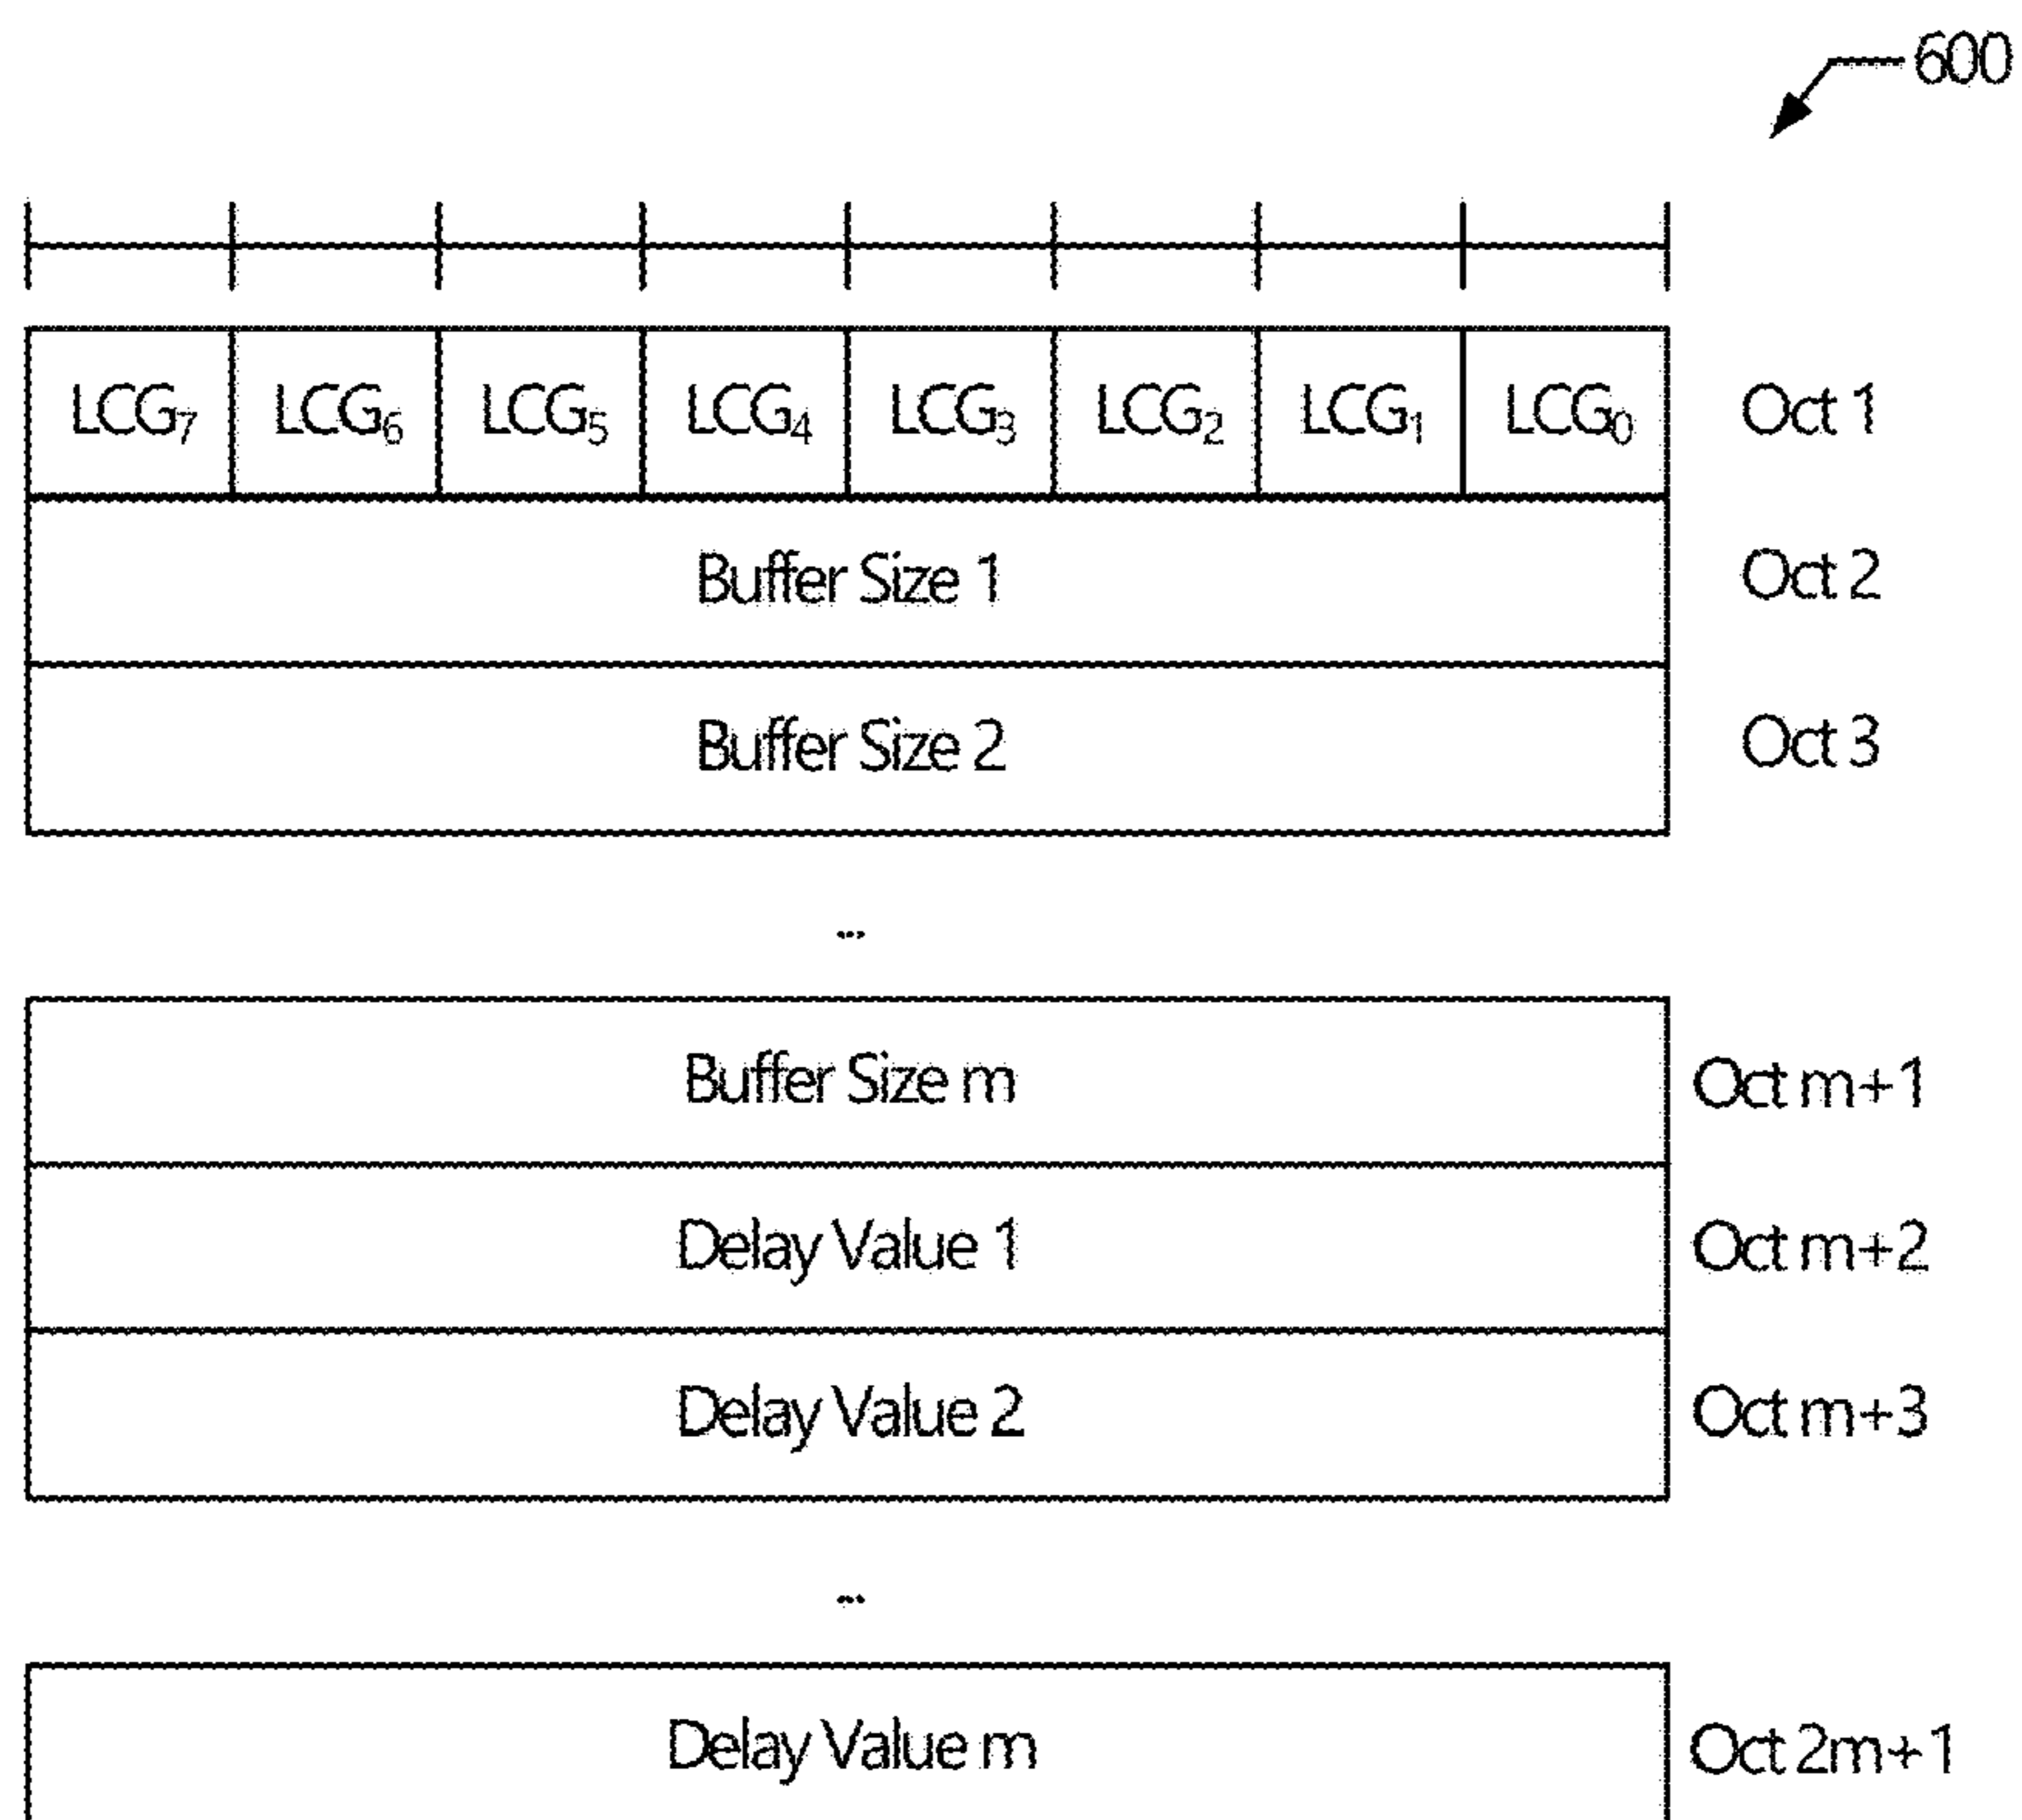 600
LCG7 LCG6 LCG5 LCG4 LCG3 LCG2 LCG1 LCG0 Oct 1
Buffer Size 1 Oct 2
Buffer Size 2 Oct 3
...
Buffer Size m Oct m+1
Delay Value 1 Oct m+2
Delay Value 2 Oct m+3
...
Delay Value m Oct 2m+1